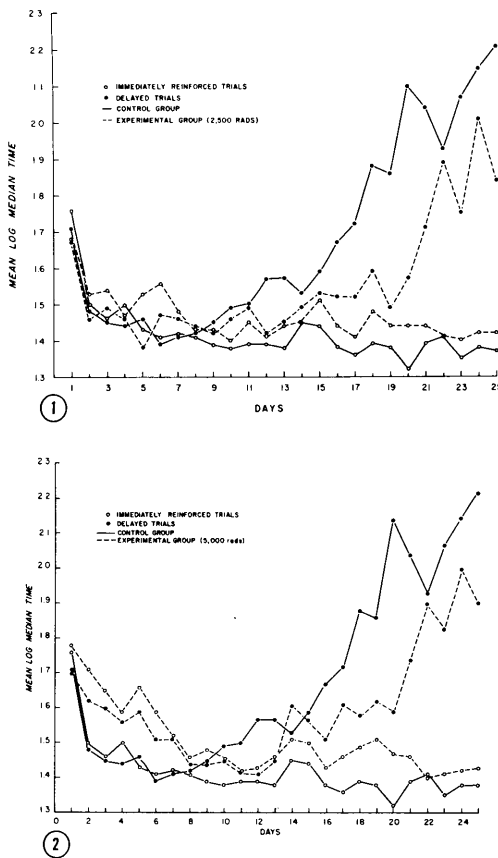 2.3
2.2
2.1
2.0
1.9
1.8
1.7
1.6
1.5
1.4
1.3
MEAN LOG MEDIAN TIME
IMMEDIATELY REINFORCED TRIALS
DELAYED TRIALS
CONTROL GROUP
EXPERIMENTAL GROUP (2,500 RADS)
1 3 5 7 9 11 13 15 17 19 21 23 25
DAYS
1
2.3
2.2
2.1
2.0
1.9
1.8
1.7
1.6
1.5
1.4
1.3
MEAN LOG MEDIAN TIME
IMMEDIATELY REINFORCED TRIALS
DELAYED TRIALS
CONTROL GROUP
EXPERIMENTAL GROUP (5,000 rads)
0 2 4 6 8 10 11 12 14 16 18 20 22 24
DAYS
2